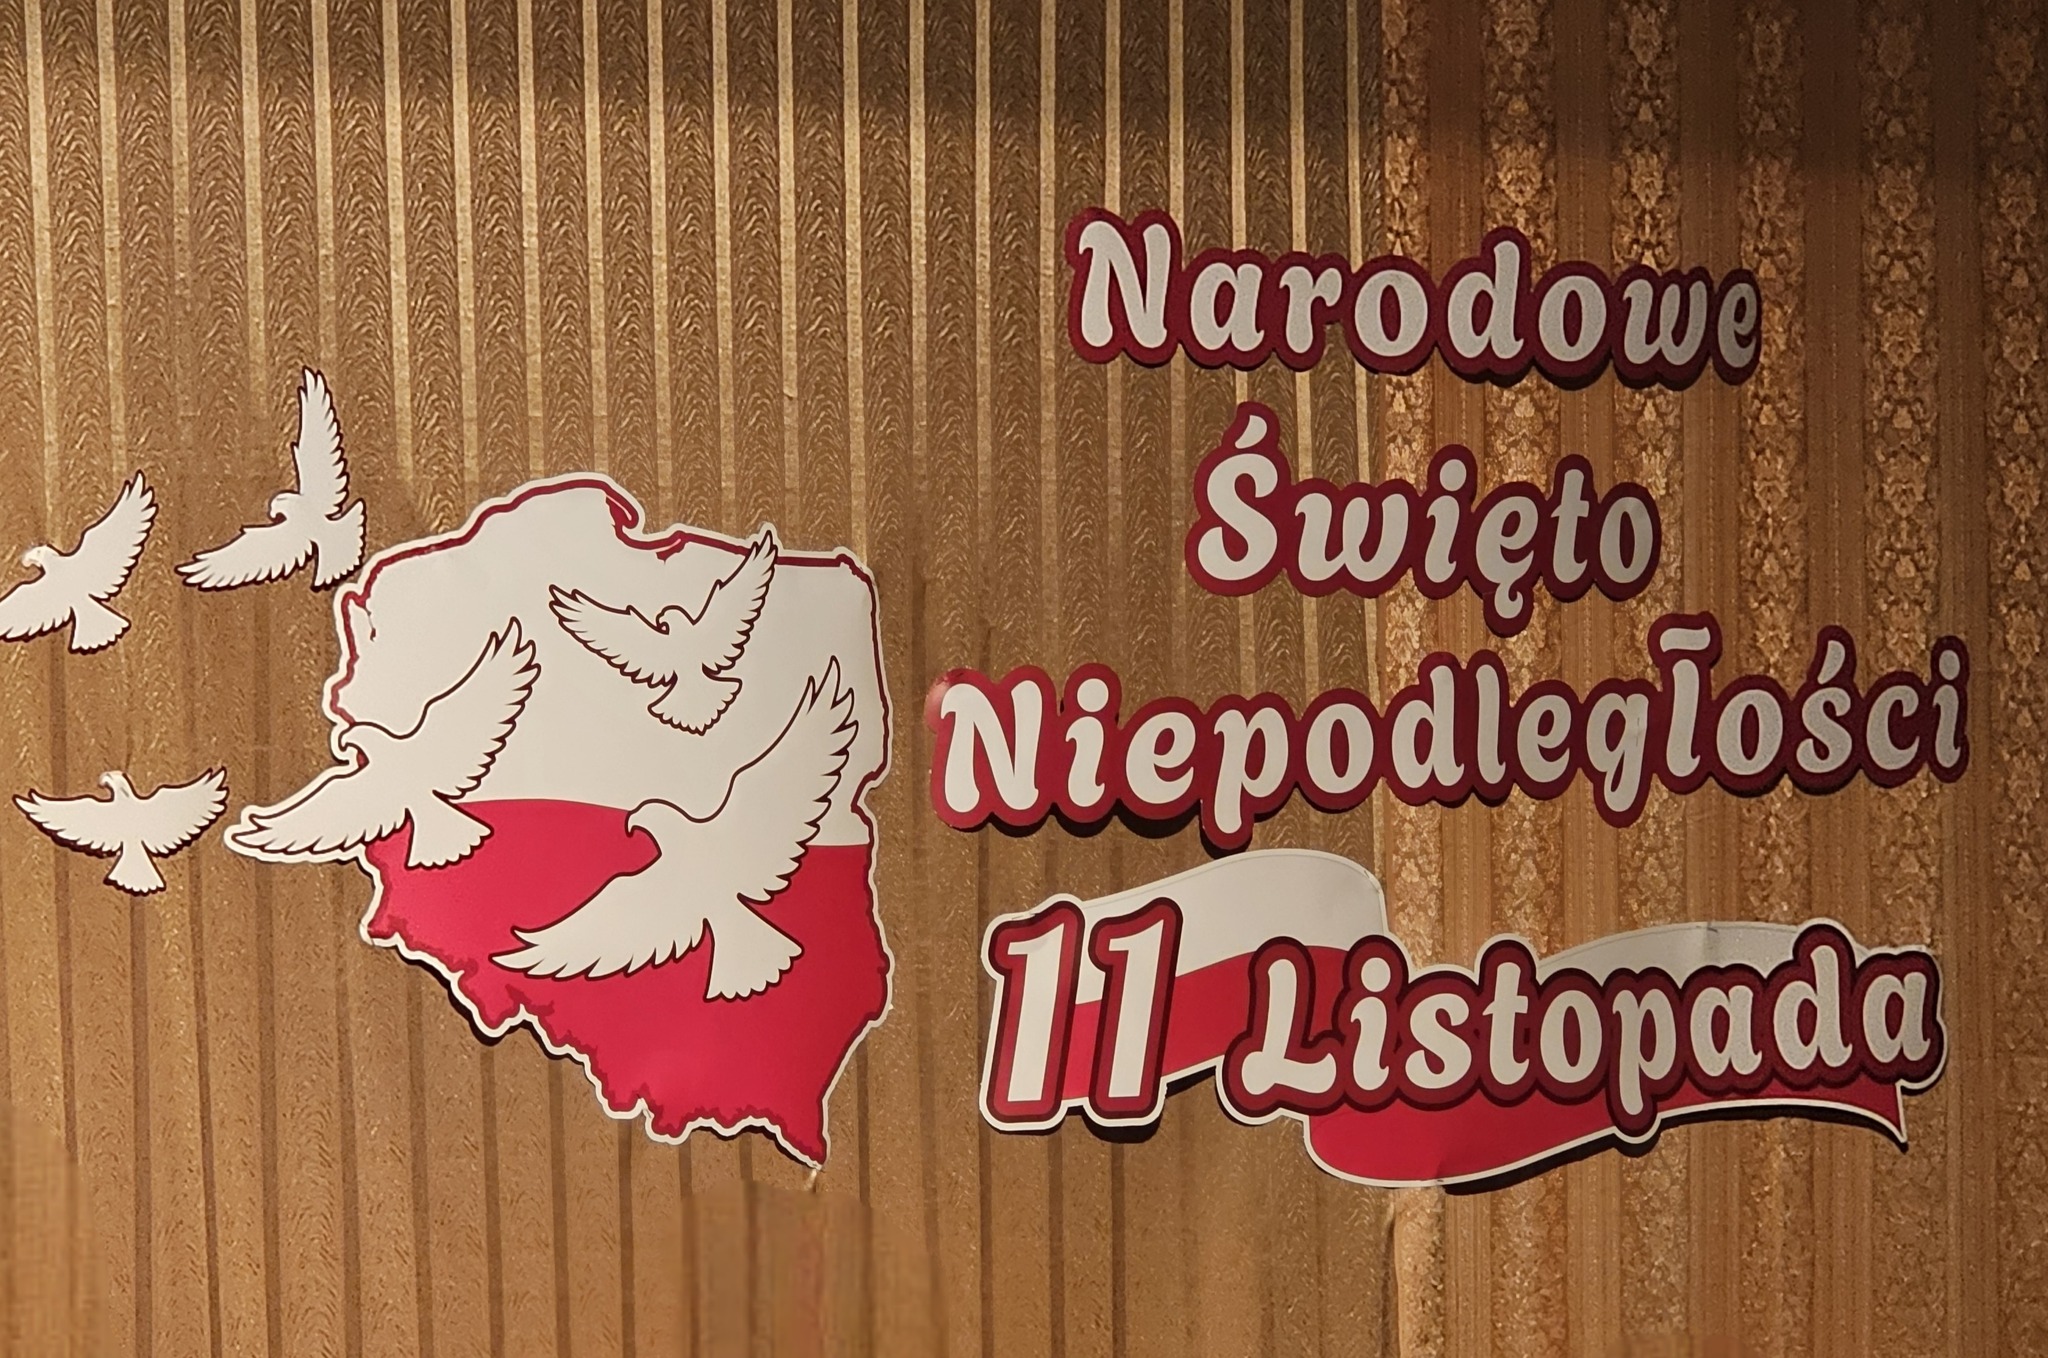 Narodowe
Święto
Niepodległości
11 Listopada